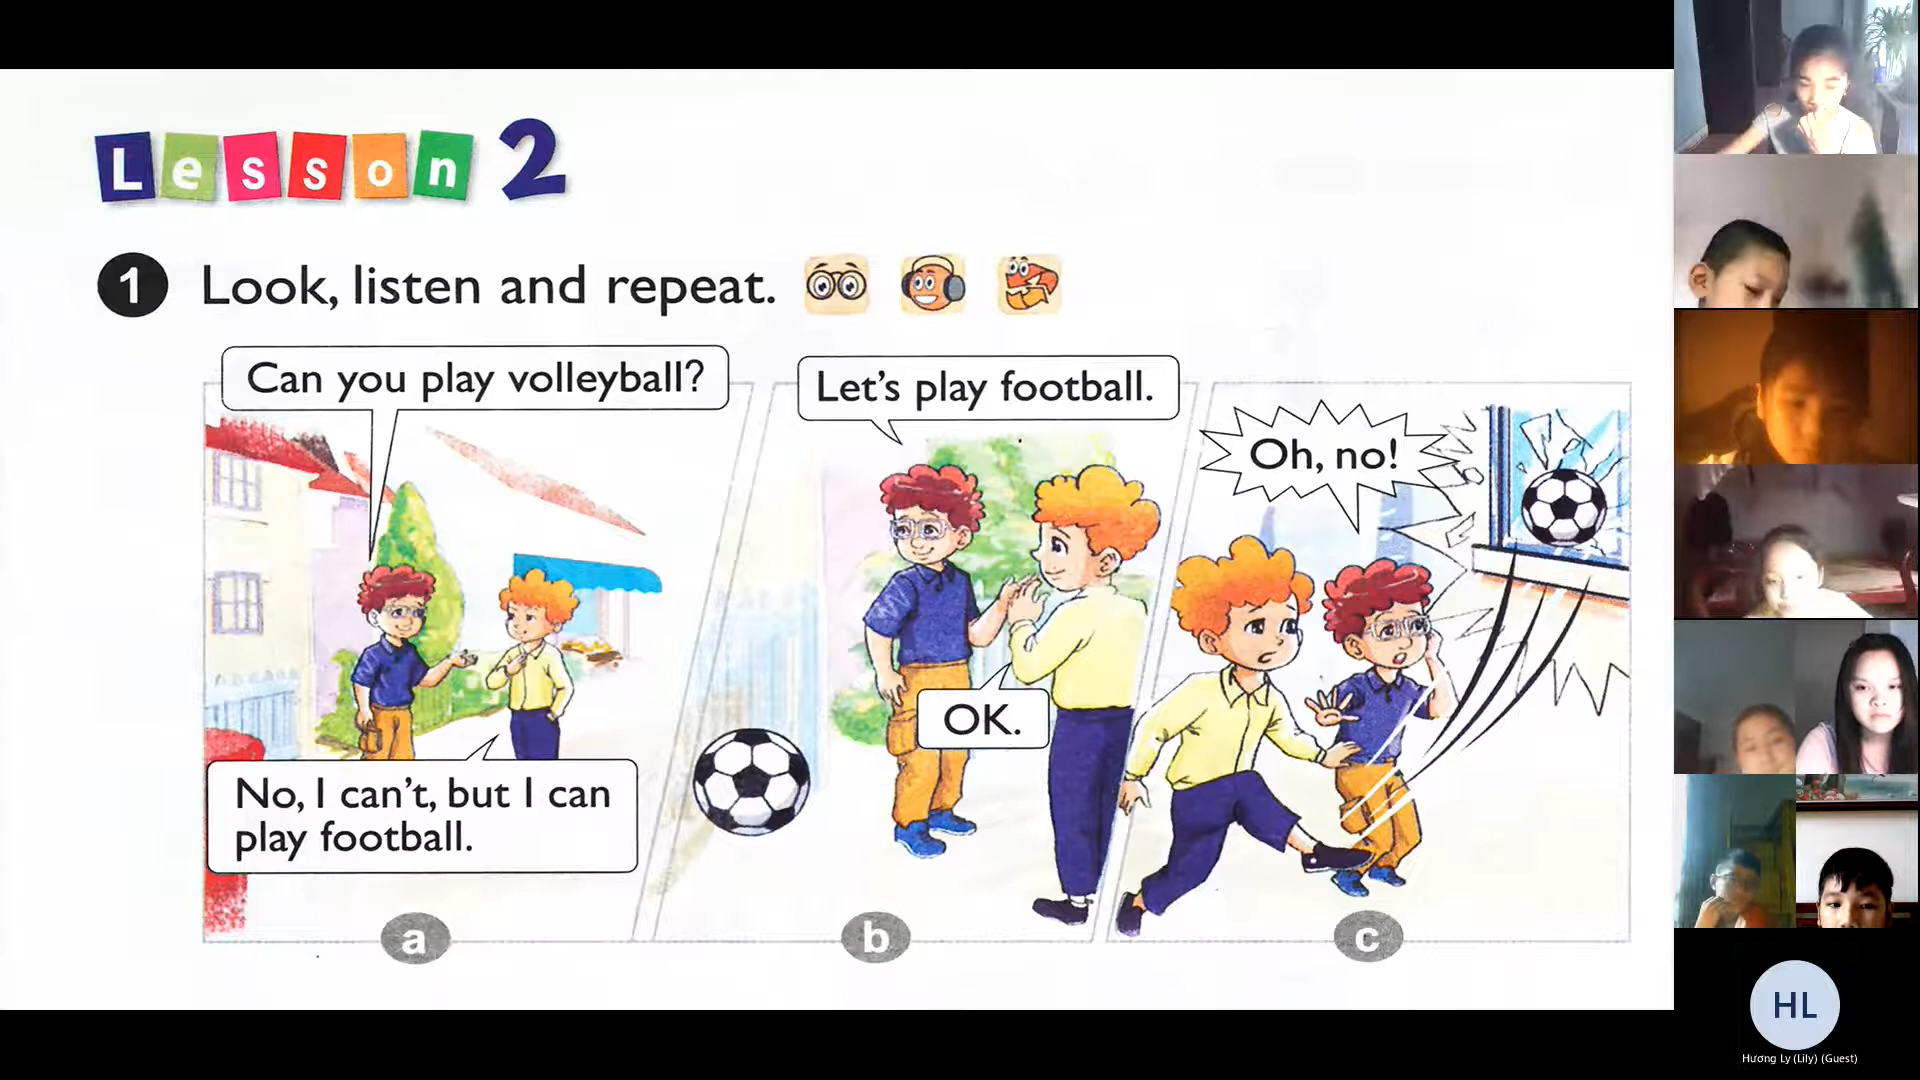 Lesson 2
1 Look, listen and repeat.
Can you play volleyball?
No, I can't, but I can
play football.
a
Let's play football.
OK.
b
Oh, no!
c
HL
Hương Ly (Lily) (Guest)